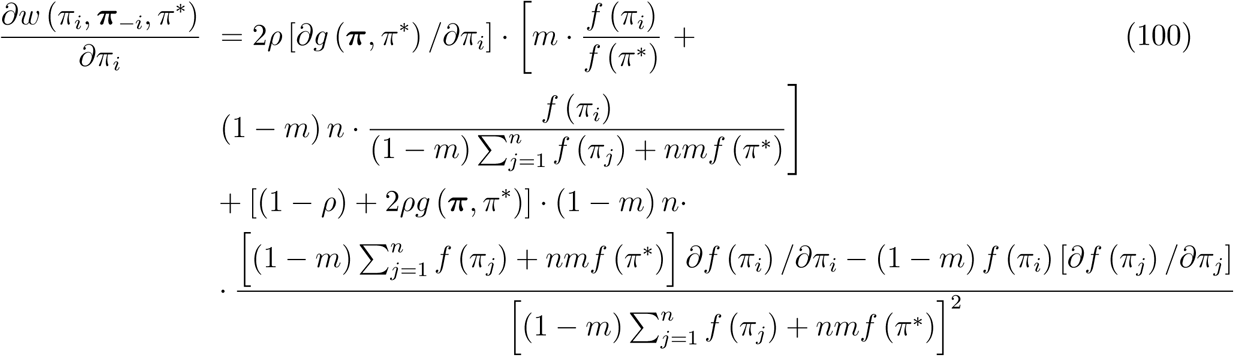 ∂w (π_i, π_{−i}, π*) / ∂π_i = 2ρ [∂g (π, π*) /∂π_i] · [ m · f (π_i) / f (π*) + (100)
(1 − m) n · f (π_i) / ( (1 − m) ∑_{j=1}^{n} f (π_j) + nmf (π*) ) ]
+ [(1 − ρ) + 2ρg (π, π*)] · (1 − m) n·
· ( [ (1 − m) ∑_{j=1}^{n} f (π_j) + nmf (π*) ] ∂f (π_i) /∂π_i − (1 − m) f (π_i) [∂f (π_j) /∂π_j] ) / [ (1 − m) ∑_{j=1}^{n} f (π_j) + nmf (π*) ]^2